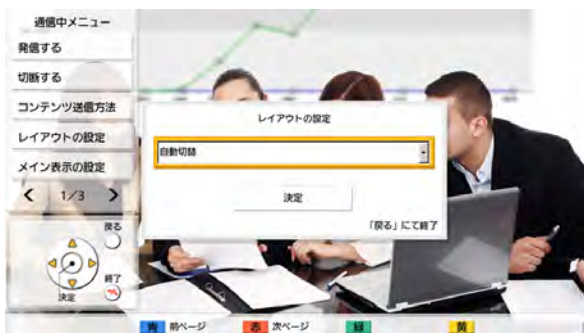 通信中メニュー
発信する
切断する
コンテンツ送信方法
レイアウトの設定
メイン表示の設定
1/3
戻る
終了
決定
レイアウトの設定
自動切替
決定
「戻る」にて終了
青 前ページ 赤 次ページ 緑 黄